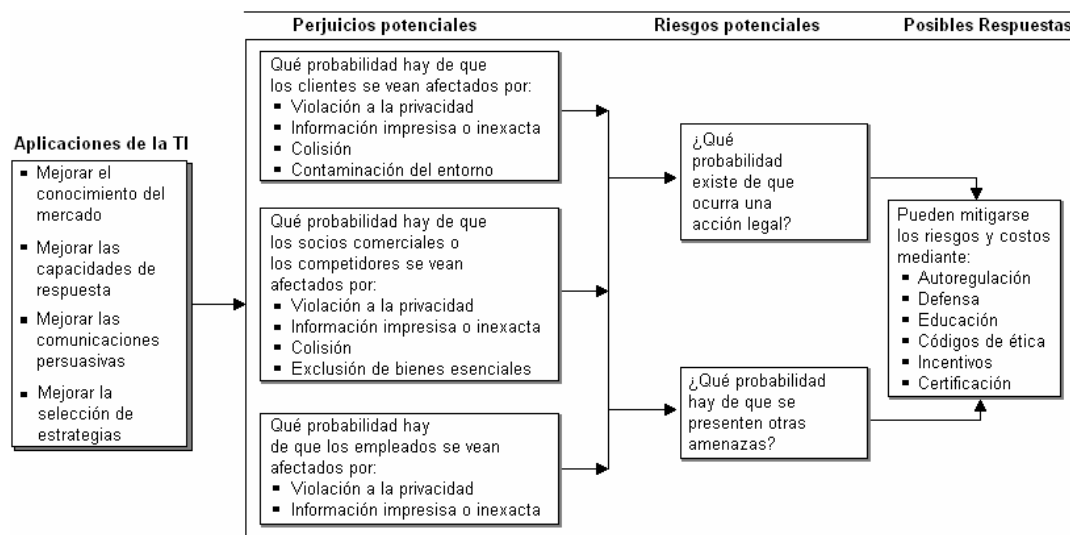 Perjuicios potenciales
Riesgos potenciales
Posibles Respuestas
Aplicaciones de la TI
▪ Mejorar el
conocimiento del
mercado
▪ Mejorar las
capacidades de
respuesta
▪ Mejorar las
comunicaciones
persuasivas
▪ Mejorar la
selección de
estrategias
Qué probabilidad hay de que
los clientes se vean afectados por:
▪ Violación a la privacidad
▪ Información impresisa o inexacta
▪ Colisión
▪ Contaminación del entorno
Qué probabilidad hay de que
los socios comerciales o
los competidores se vean
afectados por:
▪ Violación a la privacidad
▪ Información impresisa o inexacta
▪ Colisión
▪ Exclusión de bienes esenciales
Qué probabilidad hay
de que los empleados se vean
afectados por:
▪ Violación a la privacidad
▪ Información impresisa o inexacta
¿Qué
probabilidad
existe de que
ocurra una
acción legal?
¿Qué probabilidad
hay de que se
presenten otras
amenazas?
Pueden mitigarse
los riesgos y costos
mediante:
▪ Autoregulación
▪ Defensa
▪ Educación
▪ Códigos de ética
▪ Incentivos
▪ Certificación